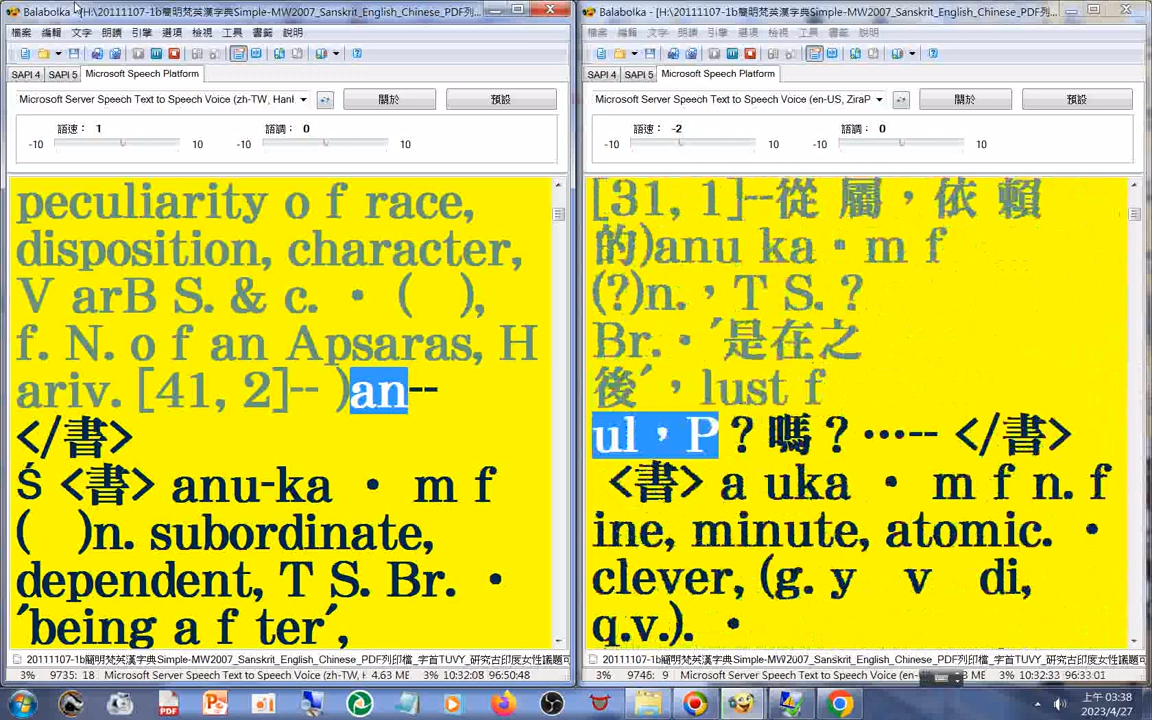 Balabolka - [H:\20111107-1b簡明梵英漢字典Simple-MW2007_Sanskrit_English_Chinese_PDF列...
檔案 編輯 文字 朗讀 引擎 選項 檢視 工具 書籤 說明
SAPI 4 SAPI 5 Microsoft Speech Platform
Microsoft Server Speech Text to Speech Voice (zh-TW, Hanl
關於 預設
語速： 1 語調： 0
-10 10 -10 10
peculiarity o f race,
disposition, character,
V arB S. & c. • ( ),
f. N. o f an Apsaras, H
ariv. [41, 2]-- )an--
</書>
Ś <書> anu-ka • m f
( )n. subordinate,
dependent, T S. Br. •
'being a f ter',
20111107-1b簡明梵英漢字典Simple-MW2007_Sanskrit_English_Chinese_PDF列印檔_字首TUVY_研究古印度女性議題可
3% 9735: 18 Microsoft Server Speech Text to Speech Voice (zh-TW, H 4.63 ME 3% 10:32:08 96:50:48
Balabolka - [H:\20111107-1b簡明梵英漢字典Simple-MW2007_Sanskrit_English_Chinese_PDF列...
檔案 編輯 文字 朗讀 引擎 選項 檢視 工具 書籤 說明
SAPI 4 SAPI 5 Microsoft Speech Platform
Microsoft Server Speech Text to Speech Voice (en-US, ZiraP
關於 預設
語速： -2 語調： 0
-10 10 -10 10
[31, 1]--從 屬，依 賴
的)anu ka • m f
(?)n.，T S. ?
Br. • '是在之
後'，lust f
ul，P？嗎？…-- </書>
<書> a uka • m f n. f
ine, minute, atomic. •
clever, (g. y v di,
q.v.). •
20111107-1b簡明梵英漢字典Simple-MW2007_Sanskrit_English_Chinese_PDF列印檔_字首TUVY_研究古印度女性議題可
3% 9746: 9 Microsoft Server Speech Text to Speech Voice ME 3% 10:32:33 96:33:01
上午 03:38
2023/4/27